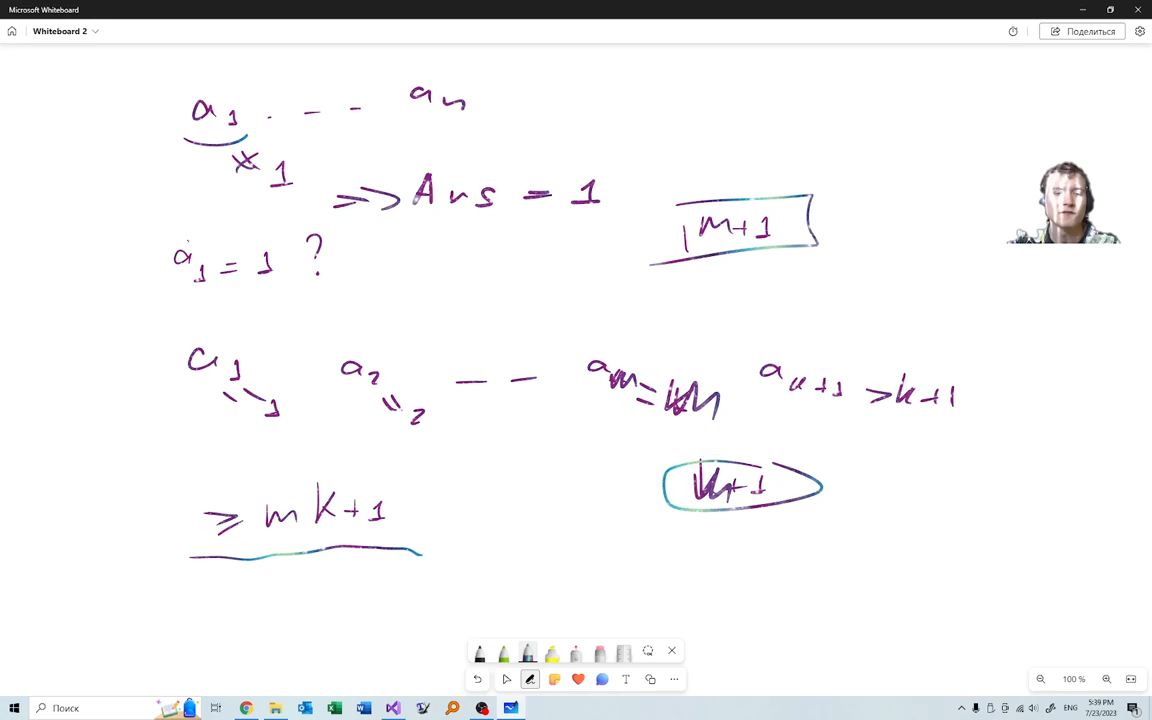 Microsoft Whiteboard
Whiteboard 2
Поделиться
a₁ . - - aₙ
1
=> Ans = 1
m+1
a₁ = 1 ?
a₁ a₂ - - aₘ aₖ₊₁ > k+1
1
2
k+1
≥ mk+1
100 %
Поиск
ENG
5:39 PM
7/23/2023